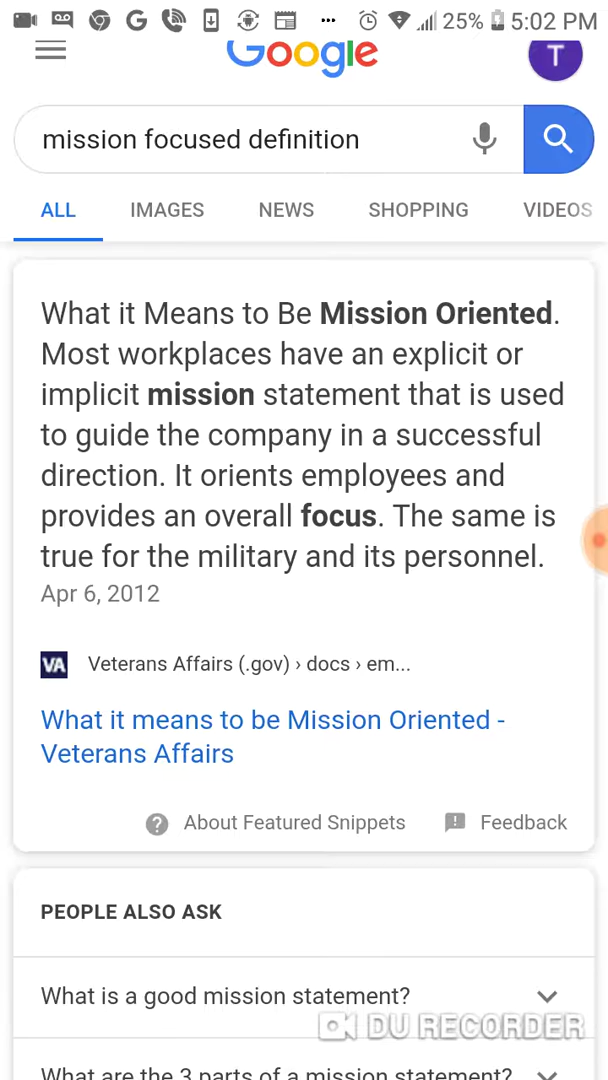 25% 5:02 PM
Google
T
mission focused definition
ALL IMAGES NEWS SHOPPING VIDEOS
What it Means to Be Mission Oriented.
Most workplaces have an explicit or
implicit mission statement that is used
to guide the company in a successful
direction. It orients employees and
provides an overall focus. The same is
true for the military and its personnel.
Apr 6, 2012
VA Veterans Affairs (.gov) › docs › em...
What it means to be Mission Oriented -
Veterans Affairs
About Featured Snippets Feedback
PEOPLE ALSO ASK
What is a good mission statement?
DU RECORDER
What are the 3 parts of a mission statement?